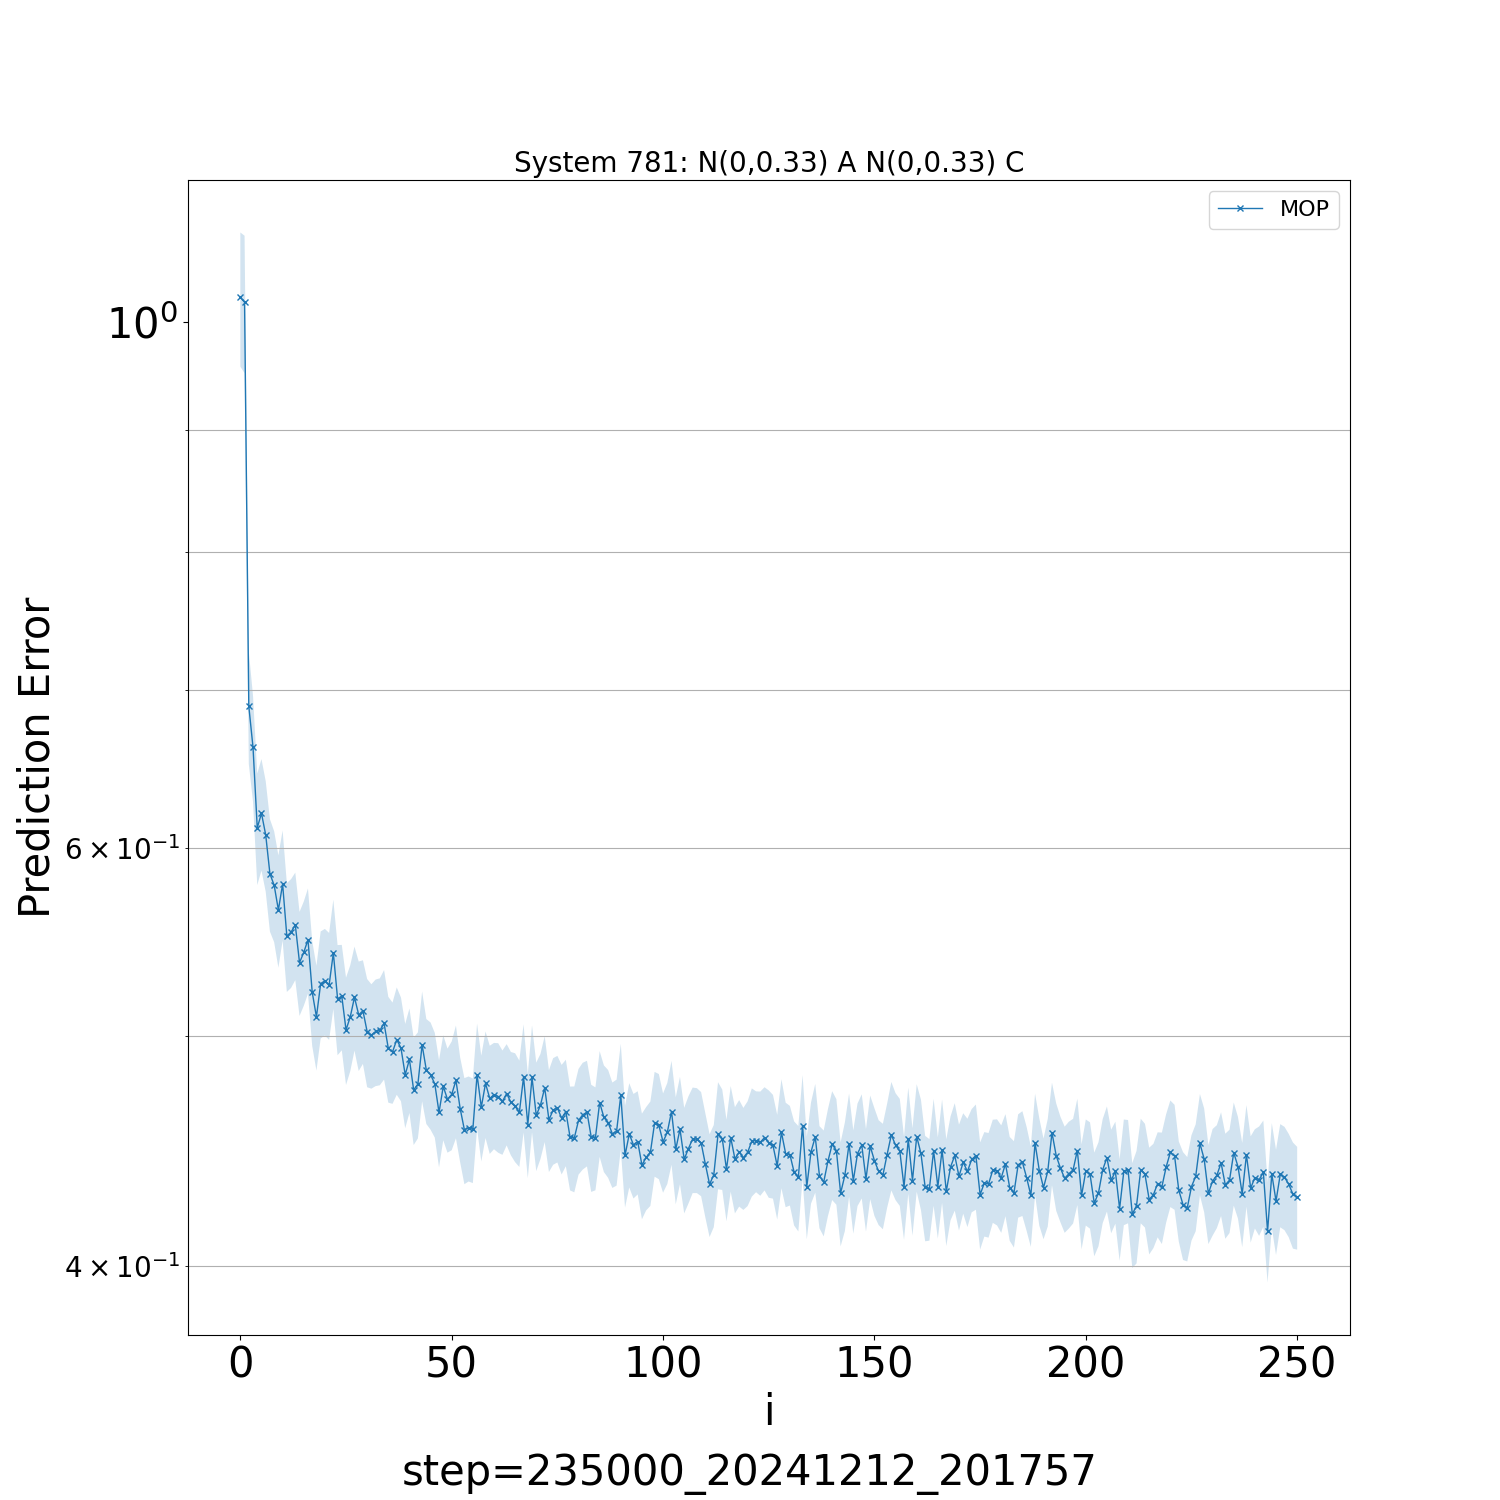 System 781: N(0,0.33) A N(0,0.33) C
MOP
10⁰
6 × 10⁻¹
4 × 10⁻¹
Prediction Error
0 50 100 150 200 250
i
step=235000_20241212_201757